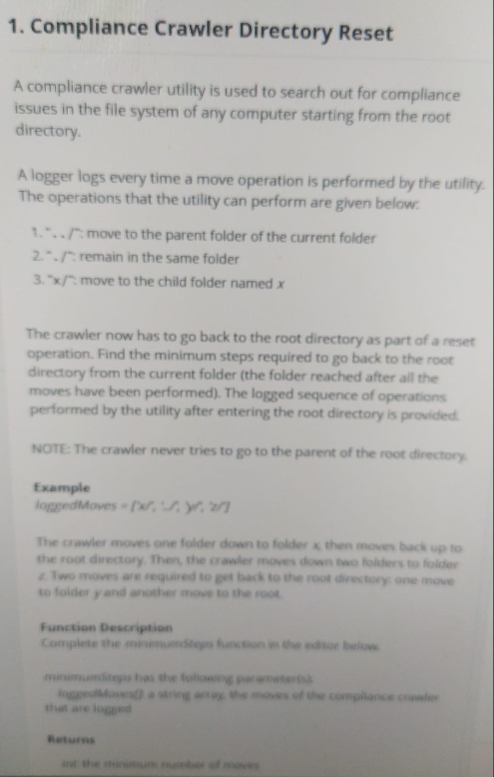 1. Compliance Crawler Directory Reset
A compliance crawler utility is used to search out for compliance
issues in the file system of any computer starting from the root
directory.
A logger logs every time a move operation is performed by the utility.
The operations that the utility can perform are given below:
1. "../": move to the parent folder of the current folder
2. "./": remain in the same folder
3. "x/": move to the child folder named x
The crawler now has to go back to the root directory as part of a reset
operation. Find the minimum steps required to go back to the root
directory from the current folder (the folder reached after all the
moves have been performed). The logged sequence of operations
performed by the utility after entering the root directory is provided.
NOTE: The crawler never tries to go to the parent of the root directory.
Example
loggedMoves = ['x/', 'y/', 'z/']
The crawler moves one folder down to folder x, then moves back up to
the root directory. Then, the crawler moves down two folders to folder
z. Two moves are required to get back to the root directory: one move
to folder y and another move to the root.
Function Description
Complete the minimumSteps function in the editor below.
minimumSteps has the following parameter(s):
loggedMoves[]: a string array, the moves of the compliance crawler
that are logged
Returns
int: the minimum number of moves